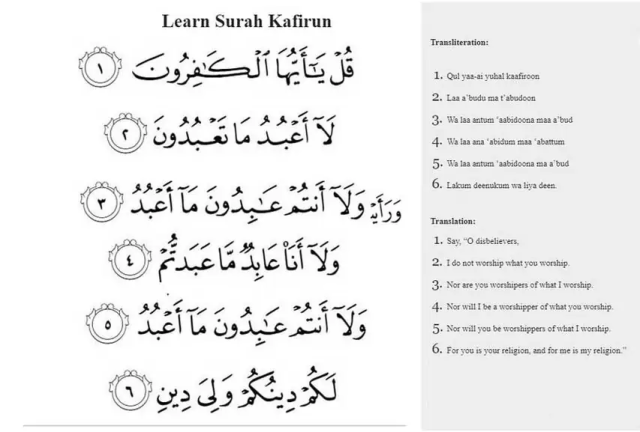 Learn Surah Kafirun
قُلْ يَـٰٓأَيُّهَا ٱلْكَـٰفِرُونَ ١
لَآ أَعْبُدُ مَا تَعْبُدُونَ ٢
وَلَآ أَنتُمْ عَـٰبِدُونَ مَآ أَعْبُدُ ٣
وَلَآ أَنَا۠ عَابِدٌ مَّا عَبَدتُّمْ ٤
وَلَآ أَنتُمْ عَـٰبِدُونَ مَآ أَعْبُدُ ٥
لَكُمْ دِينُكُمْ وَلِىَ دِينِ ٦
Transliteration:
1. Qul yaa-ai yuhal kaafiroon
2. Laa a'budu ma t'abudoon
3. Wa laa antum 'aabidoona maa a'bud
4. Wa laa ana 'abidum maa 'abattum
5. Wa laa antum 'aabidoona ma a'bud
6. Lakum deenukum wa liya deen.
Translation:
1. Say, "O disbelievers,
2. I do not worship what you worship.
3. Nor are you worshipers of what I worship.
4. Nor will I be a worshipper of what you worship.
5. Nor will you be worshippers of what I worship.
6. For you is your religion, and for me is my religion."